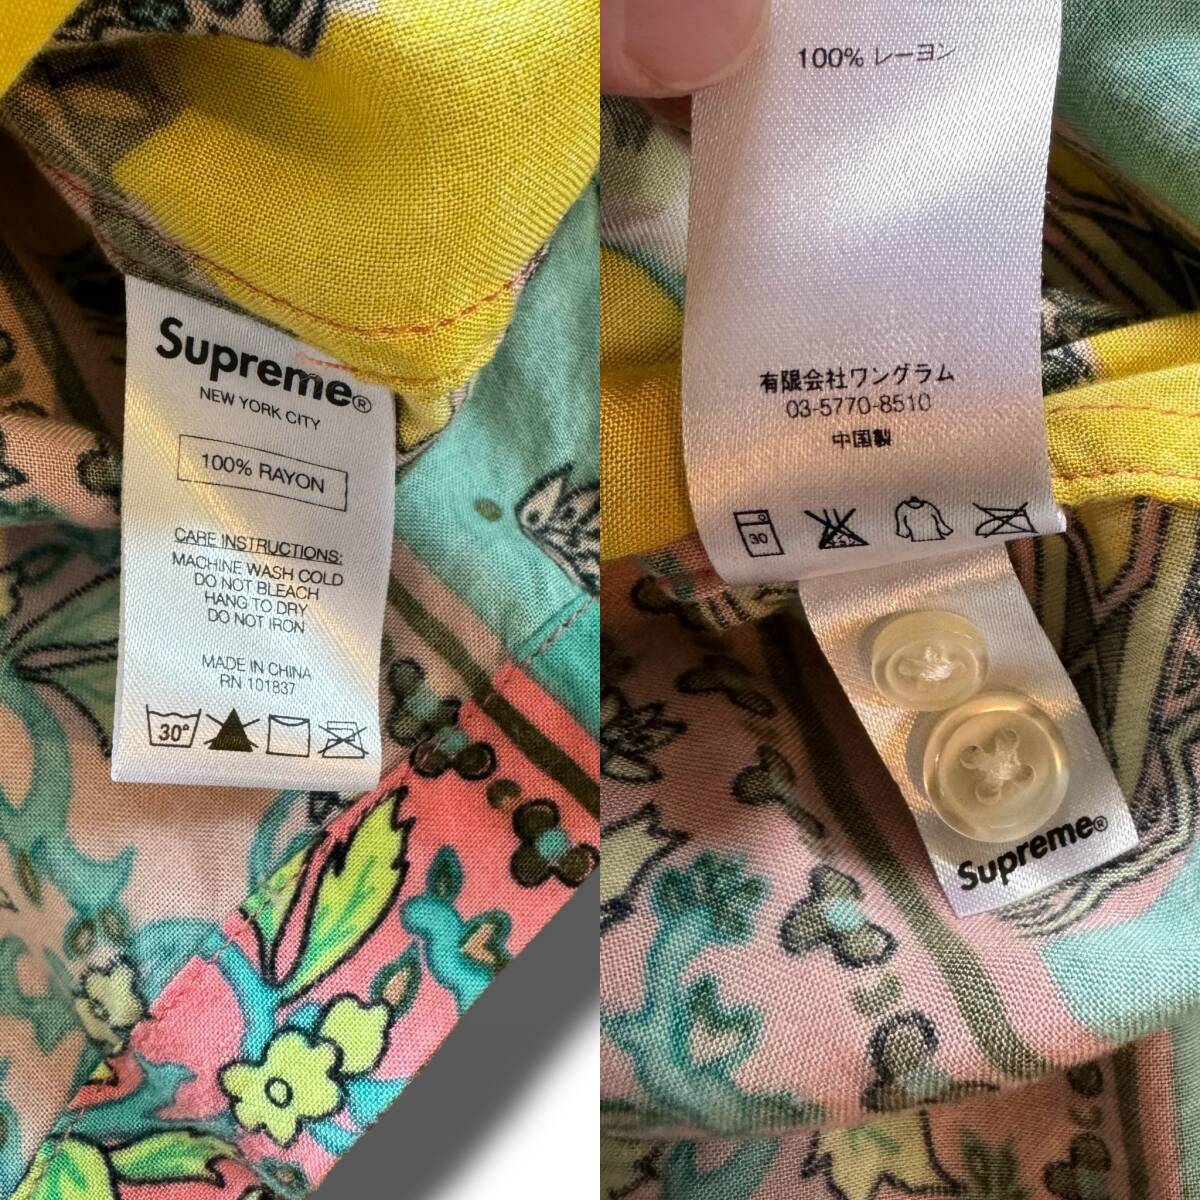 Supreme®
NEW YORK CITY
100% RAYON
CARE INSTRUCTIONS:
MACHINE WASH COLD
DO NOT BLEACH
HANG TO DRY
DO NOT IRON
MADE IN CHINA
RN 101837
30°
100% レーヨン
有限会社ワングラム
03-5770-8510
中国製
30
Supreme®